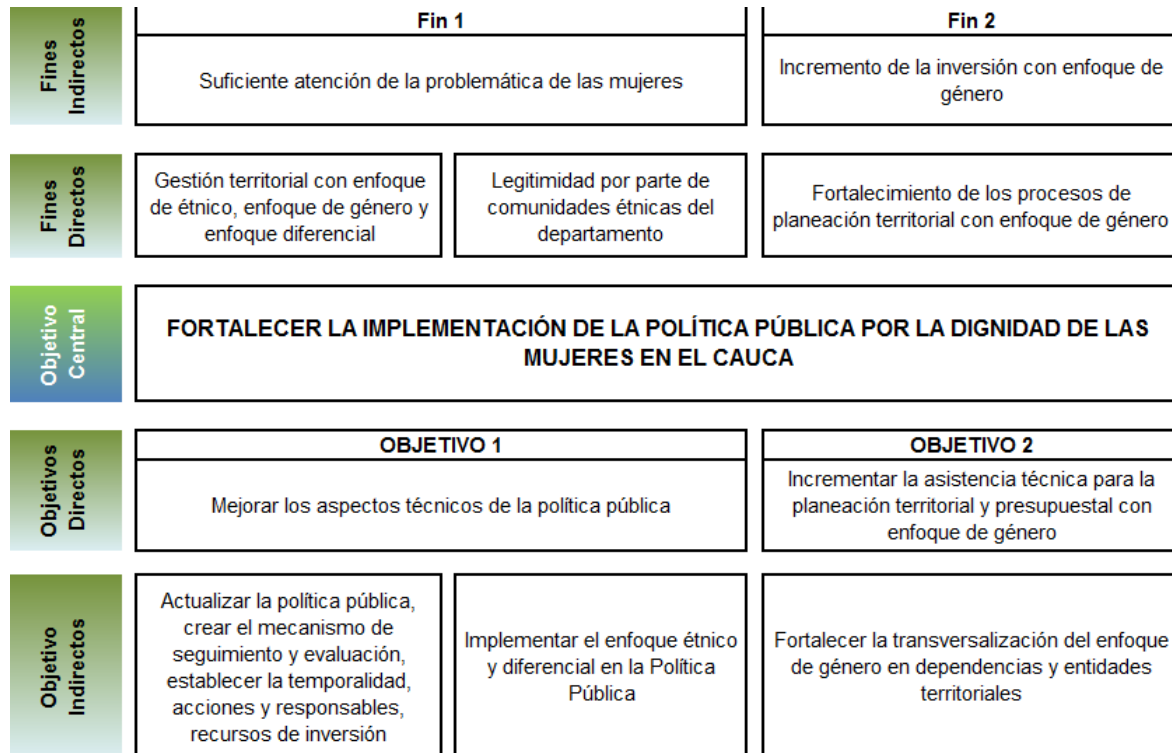 Fines
Indirectos
Fin 1
Suficiente atención de la problemática de las mujeres
Fin 2
Incremento de la inversión con enfoque de
género
Fines
Directos
Gestión territorial con enfoque
de étnico, enfoque de género y
enfoque diferencial
Legitimidad por parte de
comunidades étnicas del
departamento
Fortalecimiento de los procesos de
planeación territorial con enfoque de género
Objetivo
Central
FORTALECER LA IMPLEMENTACIÓN DE LA POLÍTICA PÚBLICA POR LA DIGNIDAD DE LAS
MUJERES EN EL CAUCA
Objetivos
Directos
OBJETIVO 1
Mejorar los aspectos técnicos de la política pública
OBJETIVO 2
Incrementar la asistencia técnica para la
planeación territorial y presupuestal con
enfoque de género
Objetivo
Indirectos
Actualizar la política pública,
crear el mecanismo de
seguimiento y evaluación,
establecer la temporalidad,
acciones y responsables,
recursos de inversión
Implementar el enfoque étnico
y diferencial en la Política
Pública
Fortalecer la transversalización del enfoque
de género en dependencias y entidades
territoriales